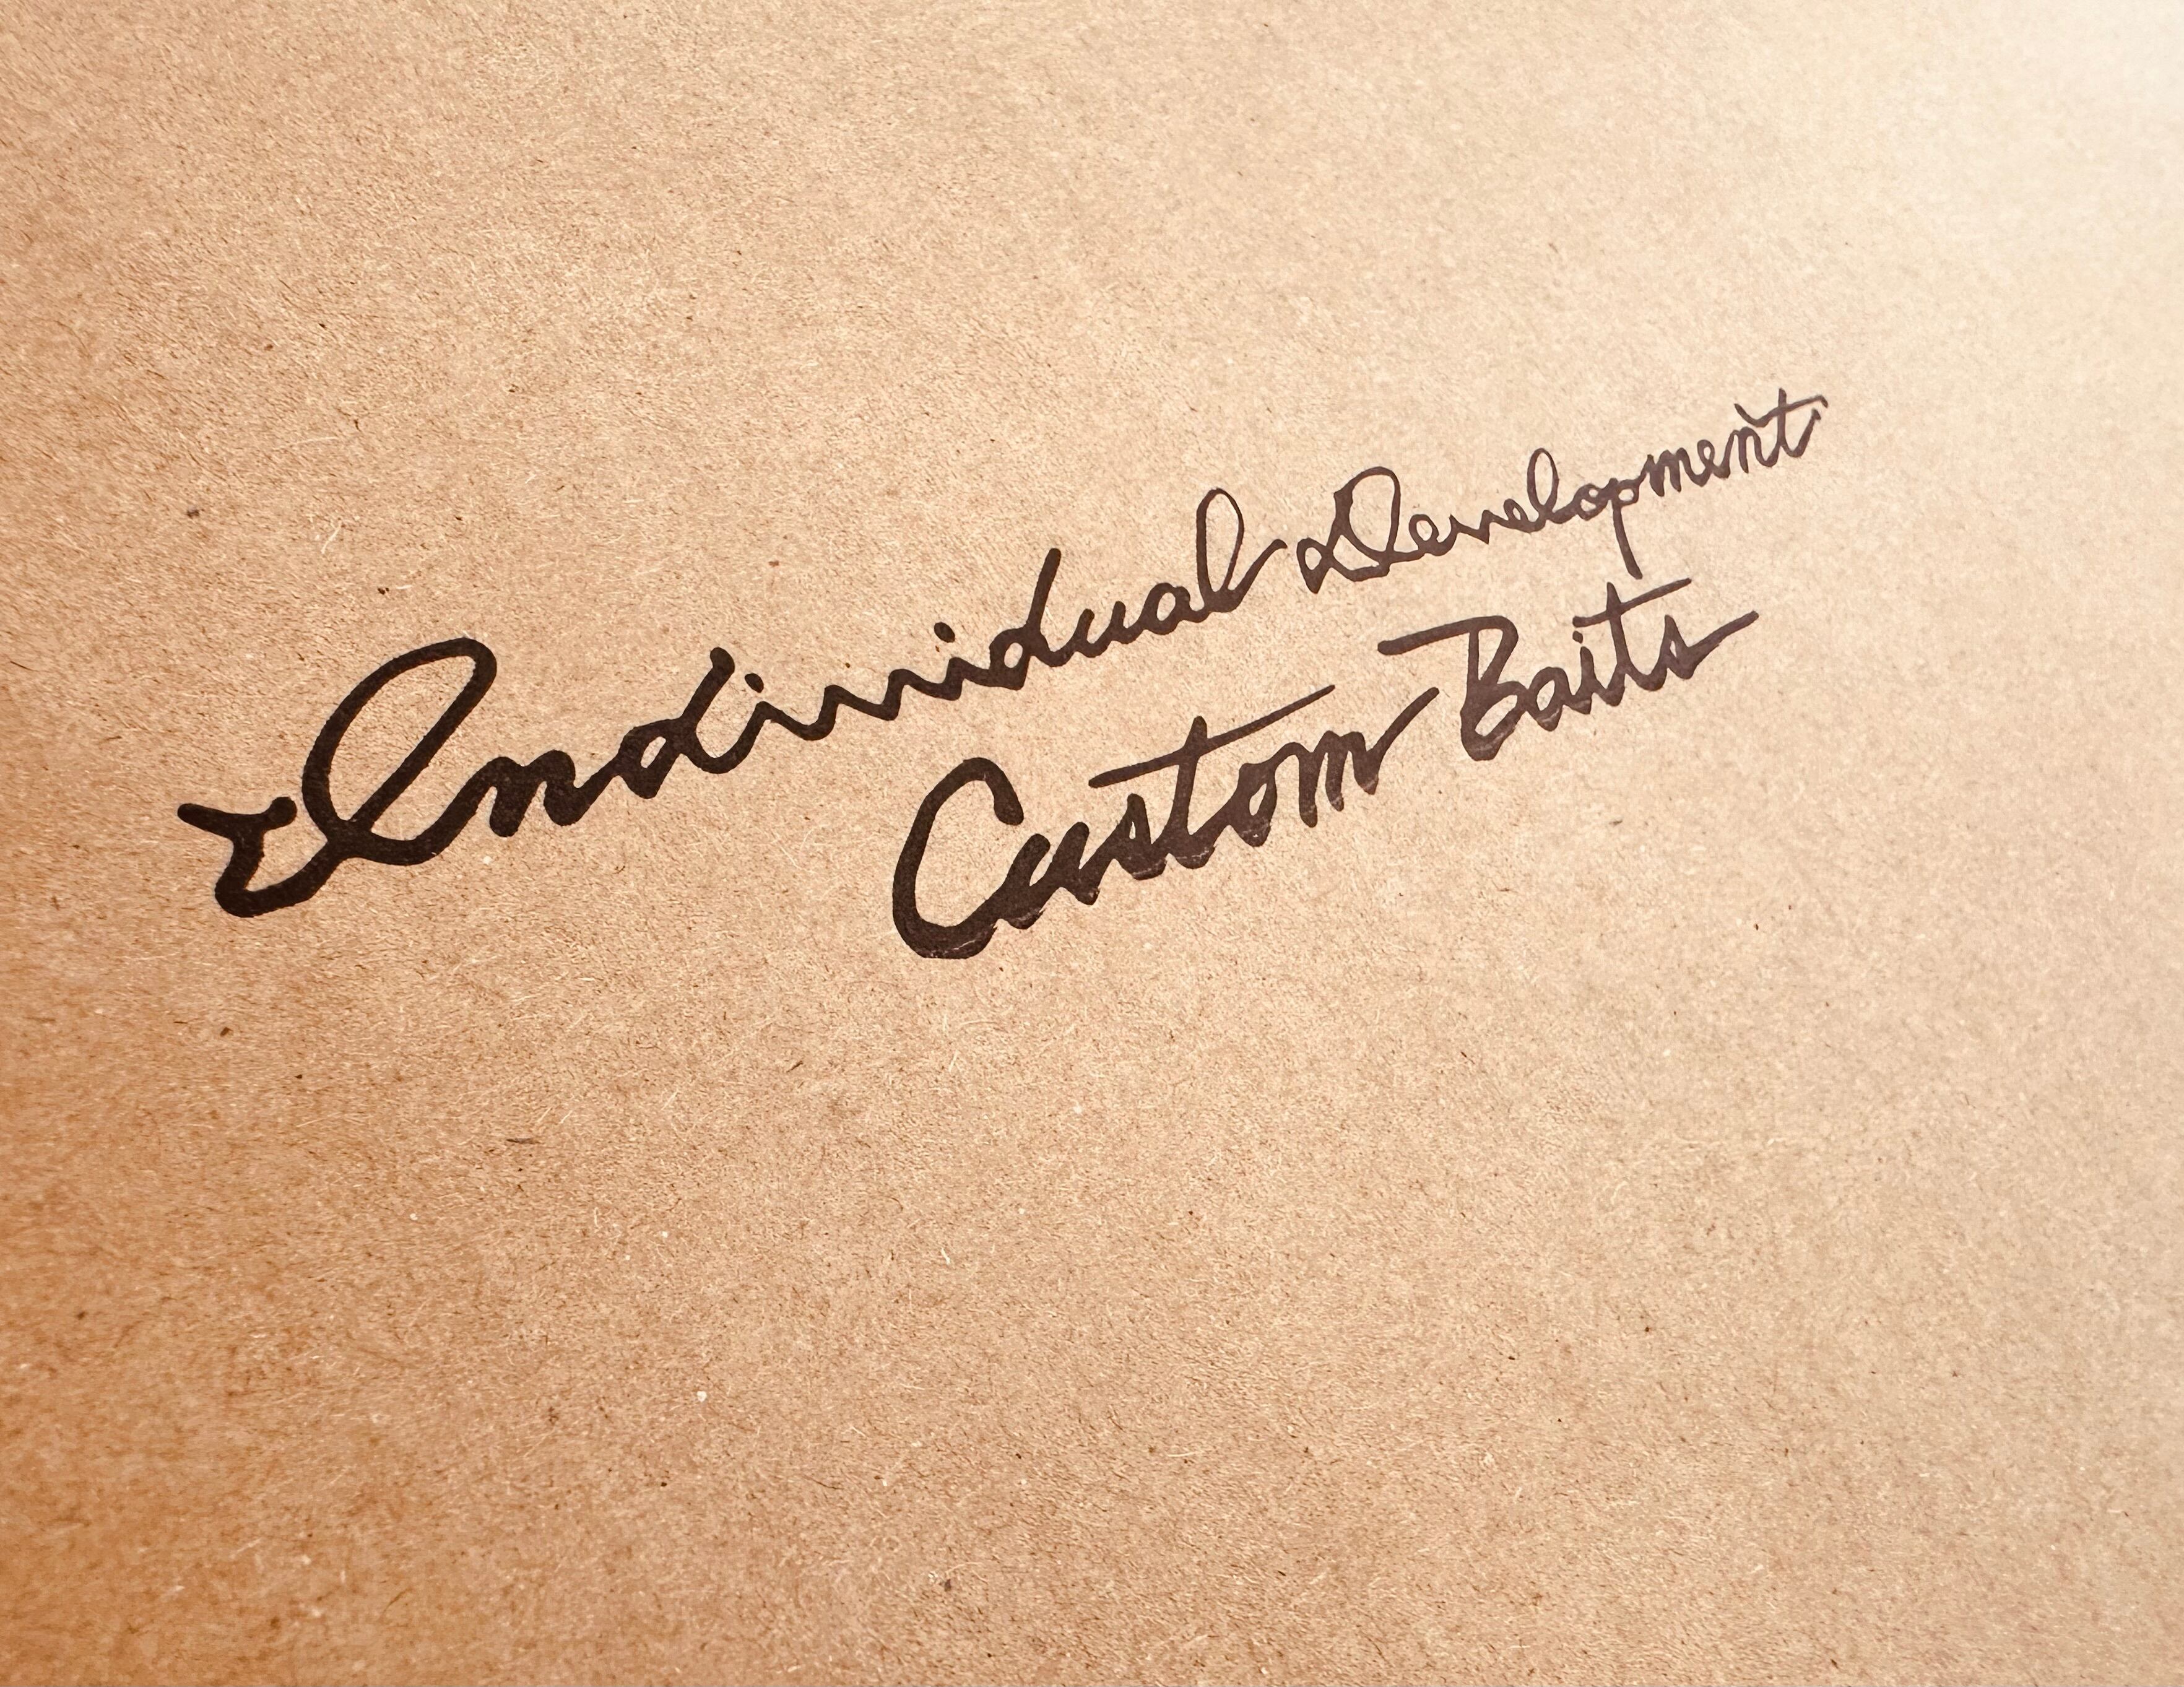 Individual Development
Custom Baits